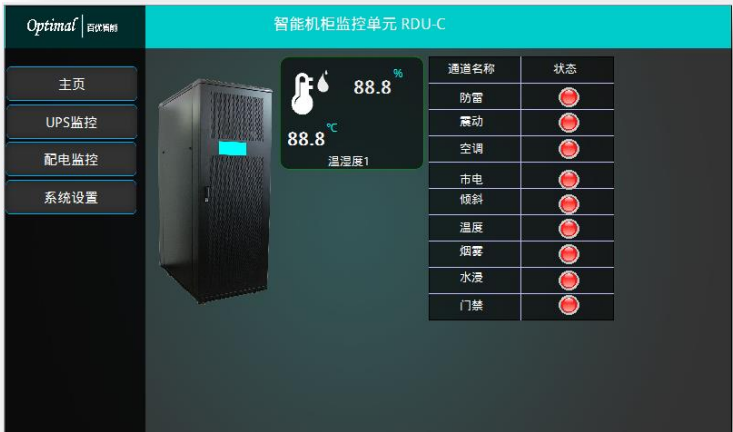 Optimal 百优智朗
智能机柜监控单元 RDU-C
主页
UPS监控
配电监控
系统设置
88.8 %
88.8 ℃
温湿度1
通道名称 状态
防雷
震动
空调
市电
倾斜
温度
烟雾
水浸
门禁